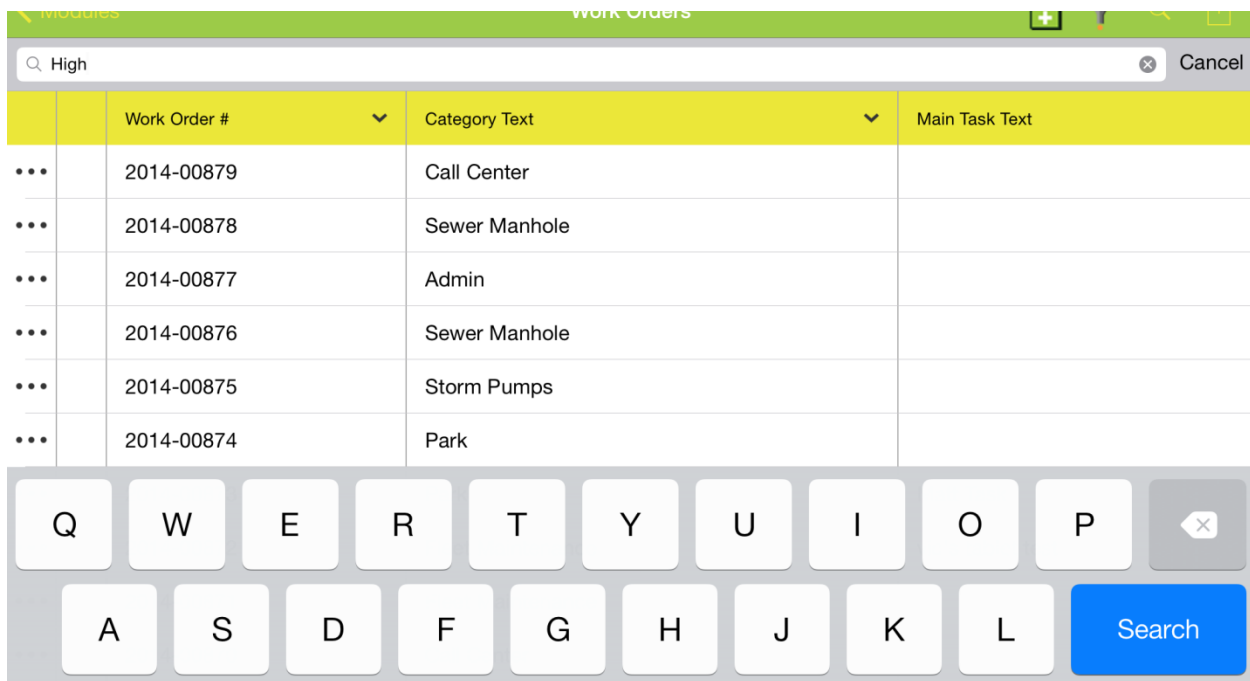 Modules Work Orders
High Cancel
Work Order # Category Text Main Task Text
2014-00879 Call Center
2014-00878 Sewer Manhole
2014-00877 Admin
2014-00876 Sewer Manhole
2014-00875 Storm Pumps
2014-00874 Park
Q W E R T Y U I O P
A S D F G H J K L Search